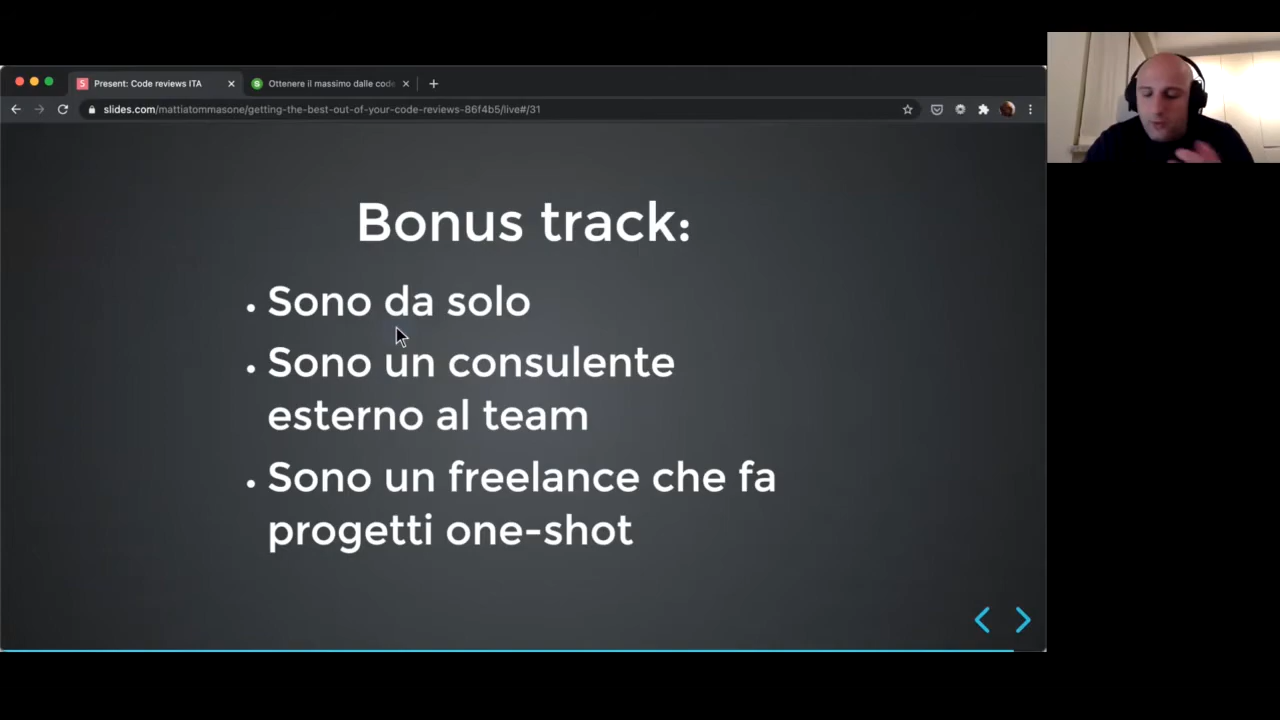 Present: Code reviews ITA
Ottenere il massimo dalle code
slides.com/mattiatommasone/getting-the-best-out-of-your-code-reviews-86f4b5/live#/31
Bonus track:
• Sono da solo
• Sono un consulente
esterno al team
• Sono un freelance che fa
progetti one-shot